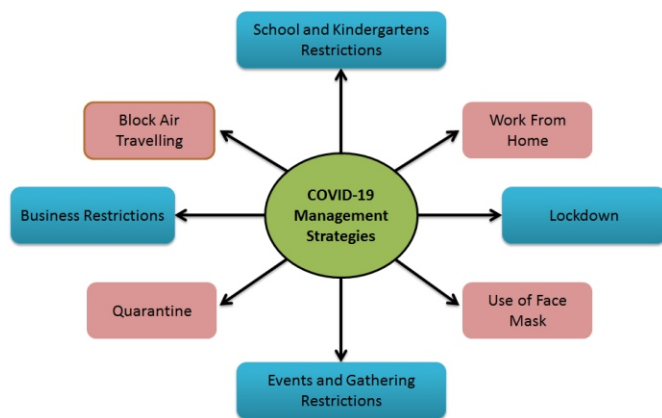 School and Kindergartens
Restrictions
Block Air
Travelling
Work From
Home
COVID-19
Management
Strategies
Business Restrictions
Lockdown
Quarantine
Use of Face
Mask
Events and Gathering
Restrictions